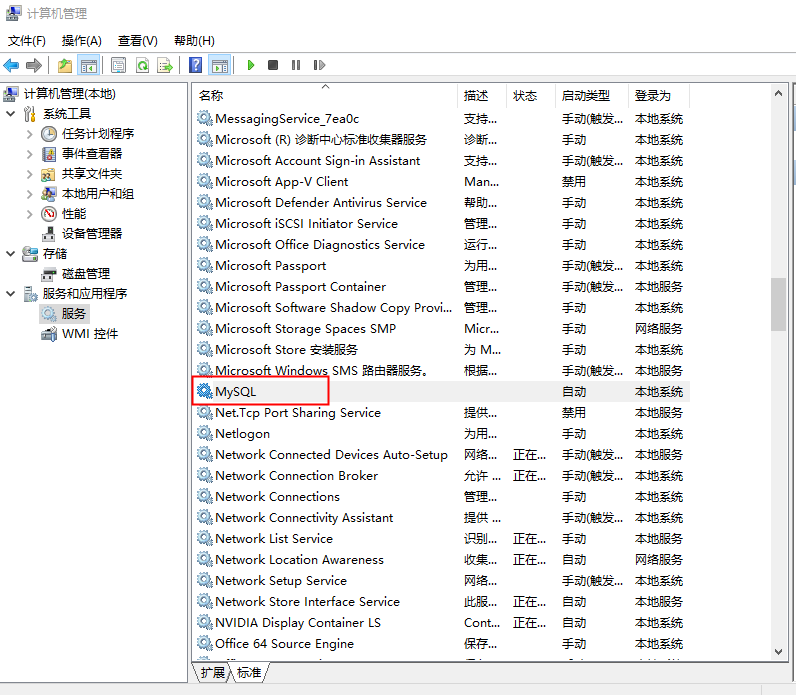 计算机管理
文件(F) 操作(A) 查看(V) 帮助(H)
计算机管理(本地)
系统工具
任务计划程序
事件查看器
共享文件夹
本地用户和组
性能
设备管理器
存储
磁盘管理
服务和应用程序
服务
WMI 控件
名称 描述 状态 启动类型 登录为
MessagingService_7ea0c 支持... 手动(触发... 本地系统
Microsoft (R) 诊断中心标准收集器服务 诊断... 手动 本地系统
Microsoft Account Sign-in Assistant 支持... 手动(触发... 本地系统
Microsoft App-V Client Man... 禁用 本地系统
Microsoft Defender Antivirus Service 帮助... 手动 本地系统
Microsoft iSCSI Initiator Service 管理... 手动 本地系统
Microsoft Office Diagnostics Service 运行... 手动 本地系统
Microsoft Passport 为用... 手动(触发... 本地系统
Microsoft Passport Container 管理... 手动(触发... 本地服务
Microsoft Software Shadow Copy Provi... 管理... 手动 本地系统
Microsoft Storage Spaces SMP Micr... 手动 网络服务
Microsoft Store 安装服务 为 M... 手动 本地系统
Microsoft Windows SMS 路由器服务。 根据... 手动(触发... 本地服务
MySQL 自动 本地系统
Net.Tcp Port Sharing Service 提供... 禁用 本地服务
Netlogon 为用... 手动 本地系统
Network Connected Devices Auto-Setup 网络... 正在... 手动(触发... 本地服务
Network Connection Broker 允许 ... 正在... 手动(触发... 本地系统
Network Connections 管理... 手动 本地系统
Network Connectivity Assistant 提供 ... 手动(触发... 本地系统
Network List Service 识别... 正在... 手动 本地服务
Network Location Awareness 收集... 正在... 自动 网络服务
Network Setup Service 网络... 手动(触发... 本地系统
Network Store Interface Service 此服... 正在... 自动 本地服务
NVIDIA Display Container LS Cont... 正在... 自动 本地系统
Office 64 Source Engine 保存... 手动 本地系统
扩展 标准